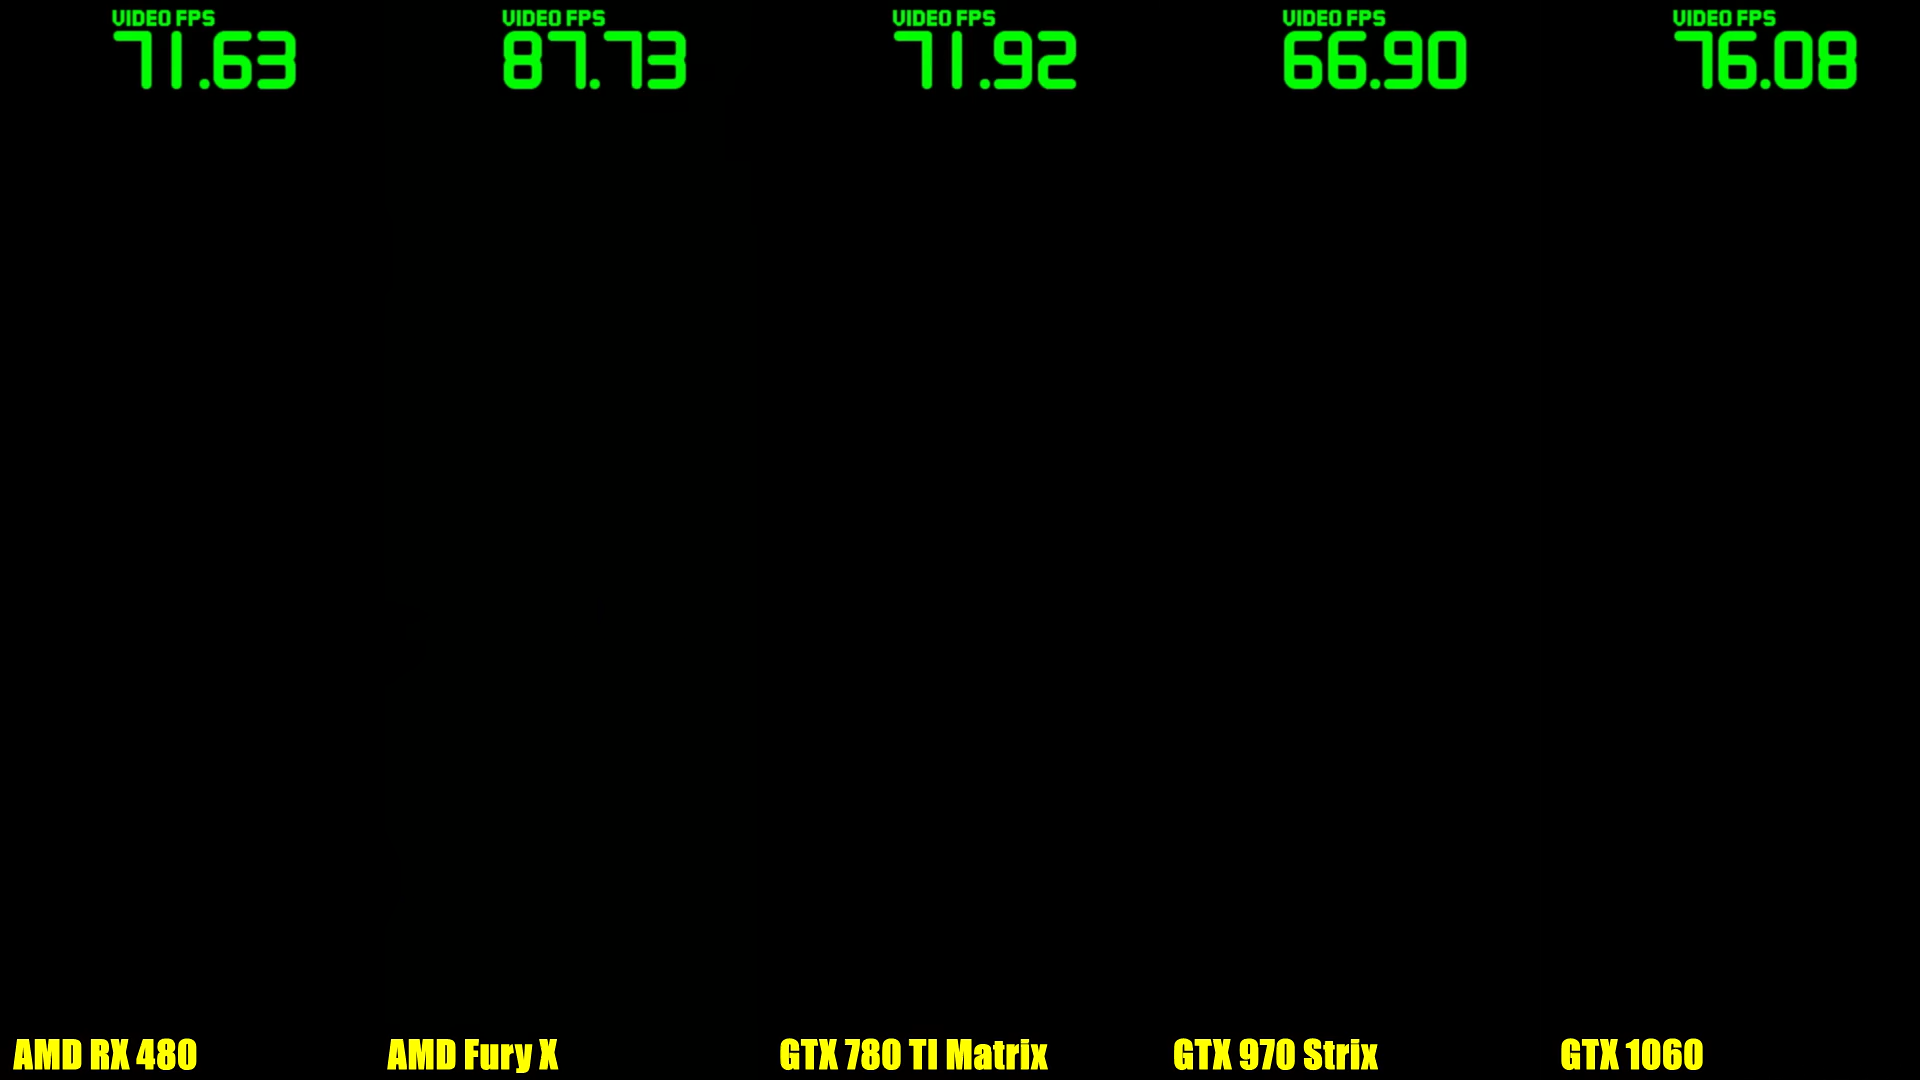 VIDEO FPS VIDEO FPS VIDEO FPS VIDEO FPS VIDEO FPS
71.63 87.73 71.92 66.90 76.08
AMD RX 480 AMD Fury X GTX 780 TI Matrix GTX 970 Strix GTX 1060